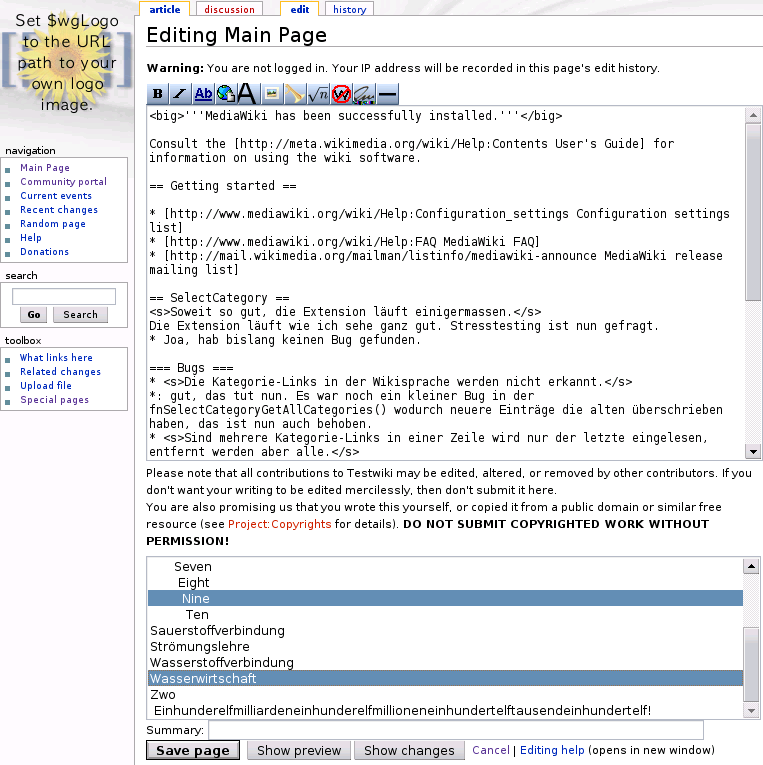 Set $wgLogo
to the URL
path to your
own logo
image.
navigation
Main Page
Community portal
Current events
Recent changes
Random page
Help
Donations
search
Go Search
toolbox
What links here
Related changes
Upload file
Special pages
article discussion edit history
Editing Main Page
Warning: You are not logged in. Your IP address will be recorded in this page's edit history.
B I Ab A √n W
<big>'''MediaWiki has been successfully installed.'''</big>
Consult the [http://meta.wikimedia.org/wiki/Help:Contents User's Guide] for
information on using the wiki software.
== Getting started ==
* [http://www.mediawiki.org/wiki/Help:Configuration_settings Configuration settings
list]
* [http://www.mediawiki.org/wiki/Help:FAQ MediaWiki FAQ]
* [http://mail.wikimedia.org/mailman/listinfo/mediawiki-announce MediaWiki release
mailing list]
== SelectCategory ==
<s>Soweit so gut, die Extension läuft einigermassen.</s>
Die Extension läuft wie ich sehe ganz gut. Stresstesting ist nun gefragt.
* Joa, hab bislang keinen Bug gefunden.
=== Bugs ===
* <s>Die Kategorie-Links in der Wikisprache werden nicht erkannt.</s>
*: gut, das tut nun. Es war noch ein kleiner Bug in der
fnSelectCategoryGetAllCategories() wodurch neuere Einträge die alten überschrieben
haben, das ist nun auch behoben.
* <s>Sind mehrere Kategorie-Links in einer Zeile wird nur der letzte eingelesen,
entfernt werden aber alle.</s>
Please note that all contributions to Testwiki may be edited, altered, or removed by other contributors. If you
don't want your writing to be edited mercilessly, then don't submit it here.
You are also promising us that you wrote this yourself, or copied it from a public domain or similar free
resource (see Project:Copyrights for details). DO NOT SUBMIT COPYRIGHTED WORK WITHOUT
PERMISSION!
Seven
Eight
Nine
Ten
Sauerstoffverbindung
Strömungslehre
Wasserstoffverbindung
Wasserwirtschaft
Zwo
Einhunderelfmilliardeneinhunderelfmillioneneinhundertelftausendeinhundertelf!
Summary:
Save page Show preview Show changes Cancel | Editing help (opens in new window)